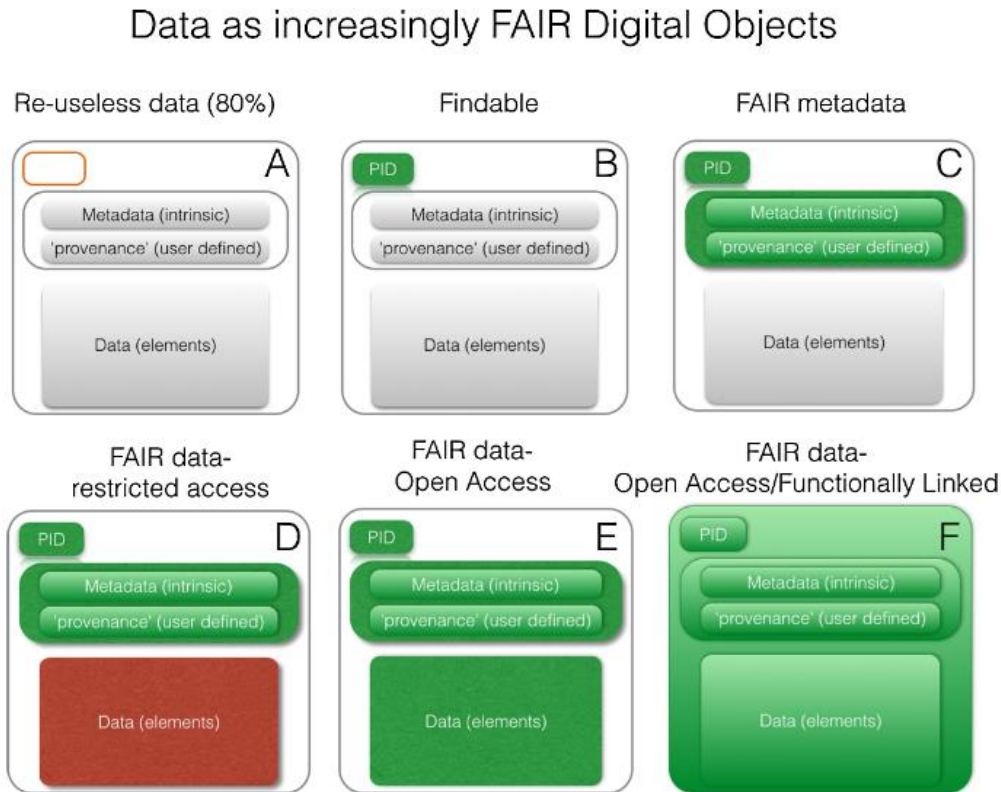 Data as increasingly FAIR Digital Objects
Re-useless data (80%)
A
Metadata (intrinsic)
'provenance' (user defined)
Data (elements)
Findable
PID
B
Metadata (intrinsic)
'provenance' (user defined)
Data (elements)
FAIR metadata
PID
C
Metadata (intrinsic)
'provenance' (user defined)
Data (elements)
FAIR data-
restricted access
PID
D
Metadata (intrinsic)
'provenance' (user defined)
Data (elements)
FAIR data-
Open Access
PID
E
Metadata (intrinsic)
'provenance' (user defined)
Data (elements)
FAIR data-
Open Access/Functionally Linked
PID
F
Metadata (intrinsic)
'provenance' (user defined)
Data (elements)